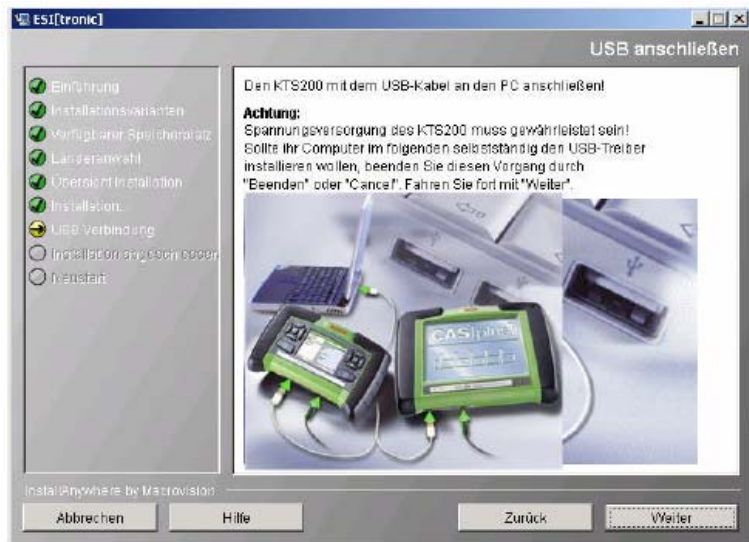 ESI[tronic]
USB anschließen
Einführung
Installationsvarianten
Verfügbarer Speicherplatz
Länderanwahl
Übersicht Installation
Installation...
USB Verbindung
Installation abgeschlossen
Neustart
Den KTS200 mit dem USB-Kabel an den PC anschließen!
Achtung:
Spannungsversorgung des KTS200 muss gewährleistet sein!
Sollte ihr Computer im folgenden selbstständig den USB-Treiber
installieren wollen, beenden Sie diesen Vorgang durch
"Beenden" oder "Cancel". Fahren Sie fort mit "Weiter".
CAS[plus]
InstallAnywhere by Macrovision
Abbrechen
Hilfe
Zurück
Weiter